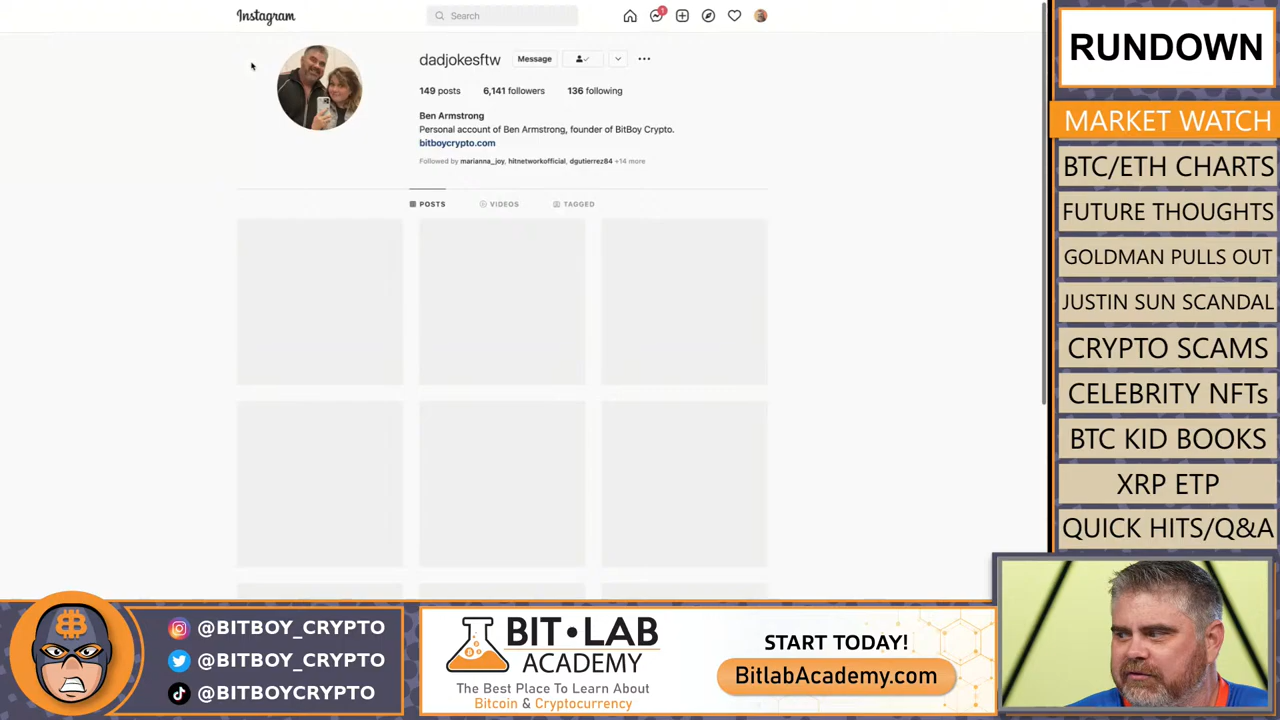 Instagram
Search
1
dadjokesftw
Message
149 posts 6,141 followers 136 following
Ben Armstrong
Personal account of Ben Armstrong, founder of BitBoy Crypto.
bitboycrypto.com
Followed by marianna_joy, hitnetworkofficial, dgutierrez84 +14 more
POSTS VIDEOS TAGGED
RUNDOWN
MARKET WATCH
BTC/ETH CHARTS
FUTURE THOUGHTS
GOLDMAN PULLS OUT
JUSTIN SUN SCANDAL
CRYPTO SCAMS
CELEBRITY NFTs
BTC KID BOOKS
XRP ETP
QUICK HITS/Q&A
@BITBOY_CRYPTO
@BITBOY_CRYPTO
@BITBOYCRYPTO
BIT•LAB
ACADEMY
The Best Place To Learn About
Bitcoin & Cryptocurrency
START TODAY!
BitlabAcademy.com